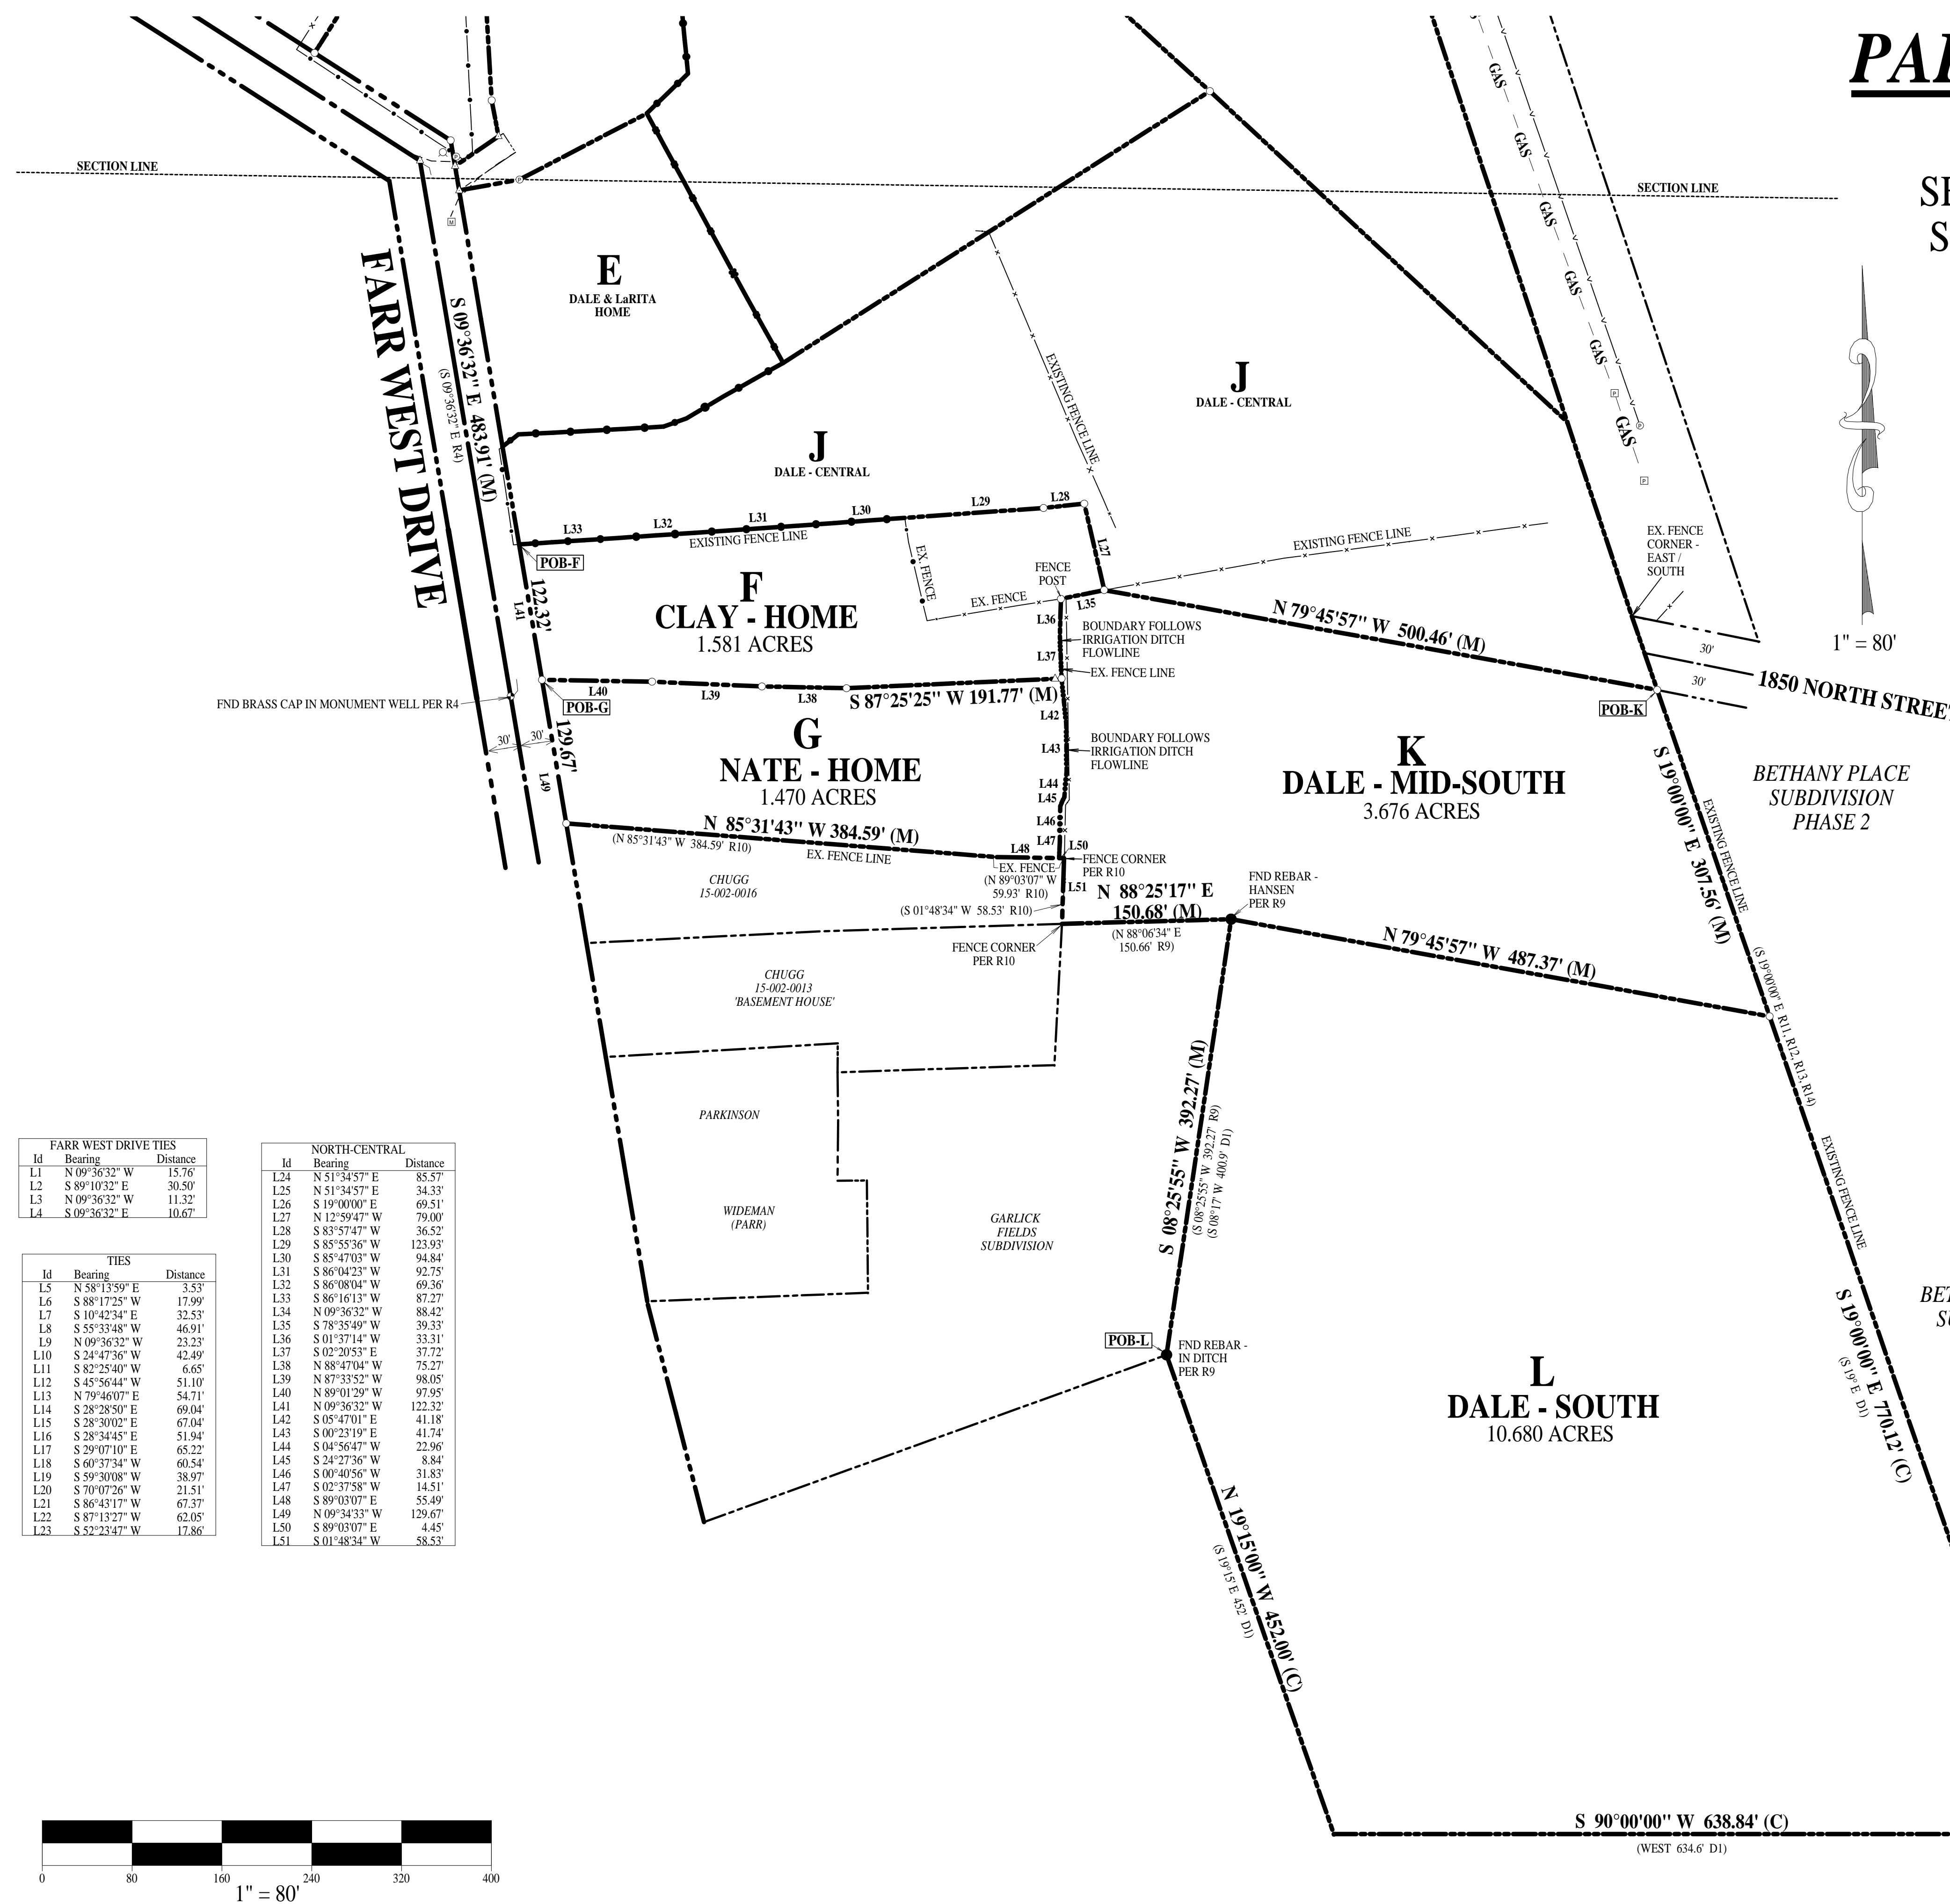 SECTION LINE
SECTION LINE
GAS
GAS
GAS
GAS
GAS
GAS
1" = 80'
FARR WEST DRIVE
S 09°36'32" E 483.91' (M)
(S 09°36'32" E R4)
E
DALE & LaRITA
HOME
J
DALE - CENTRAL
EXISTING FENCE LINE
J
DALE - CENTRAL
L33
L32
L31
L30
L29
L28
L27
EXISTING FENCE LINE
POB-F
EX. FENCE
EX. FENCE
FENCE
POST
L35
EXISTING FENCE LINE
EX. FENCE
CORNER -
EAST /
SOUTH
F
CLAY - HOME
1.581 ACRES
122.32'
L41
L36
BOUNDARY FOLLOWS
IRRIGATION DITCH
FLOWLINE
L37
EX. FENCE LINE
N 79°45'57" W 500.46' (M)
30'
30'
1850 NORTH STREET
POB-K
L40
L39
L38
S 87°25'25" W 191.77' (M)
POB-G
FND BRASS CAP IN MONUMENT WELL PER R4
30'
30'
129.67'
L49
G
NATE - HOME
1.470 ACRES
L42
L43
BOUNDARY FOLLOWS
IRRIGATION DITCH
FLOWLINE
L44
L45
L46
L47
L50
K
DALE - MID-SOUTH
3.676 ACRES
BETHANY PLACE
SUBDIVISION
PHASE 2
S 19°00'00" E 307.56' (M)
EXISTING FENCE LINE
(S 19°00'00" E R11, R12, R13, R14)
N 85°31'43" W 384.59' (M)
(N 85°31'43" W 384.59' R10)
EX. FENCE LINE
L48
EX. FENCE
(N 89°03'07" W
59.93' R10)
FENCE CORNER
PER R10
L51
(S 01°48'34" W 58.53' R10)
N 88°25'17" E
150.68' (M)
(N 88°06'34" E
150.66' R9)
FND REBAR -
HANSEN
PER R9
FENCE CORNER
PER R10
CHUGG
15-002-0016
CHUGG
15-002-0013
'BASEMENT HOUSE'
N 79°45'57" W 487.37' (M)
S 08°25'55" W 392.27' (M)
(S 08°25'55" W 392.27' R9)
(S 08°17' W 400.9' D1)
PARKINSON
WIDEMAN
(PARR)
GARLICK
FIELDS
SUBDIVISION
EXISTING FENCE LINE
POB-L
FND REBAR -
IN DITCH
PER R9
L
DALE - SOUTH
10.680 ACRES
S 19°00'00" E 770.12' (C)
(S 19° E D1)
N 19°15'00" W 452.00' (C)
(S 19°15' E 452' D1)
S 90°00'00" W 638.84' (C)
(WEST 634.6' D1)
FARR WEST DRIVE TIES
Id Bearing Distance
L1 N 09°36'32" W 15.76'
L2 S 89°10'32" E 30.50'
L3 N 09°36'32" W 11.32'
L4 S 09°36'32" E 10.67'
TIES
Id Bearing Distance
L5 N 58°13'59" E 3.53'
L6 S 88°17'25" W 17.99'
L7 S 10°42'34" E 32.53'
L8 S 55°33'48" W 46.91'
L9 N 09°36'32" W 23.23'
L10 S 24°47'36" W 42.49'
L11 S 82°25'40" W 6.65'
L12 S 45°56'44" W 51.10'
L13 N 79°46'07" E 54.71'
L14 S 28°28'50" E 69.04'
L15 S 28°30'02" E 67.04'
L16 S 28°34'45" E 51.94'
L17 S 29°07'10" E 65.22'
L18 S 60°37'34" W 60.54'
L19 S 59°30'08" W 38.97'
L20 S 70°07'26" W 21.51'
L21 S 86°43'17" W 67.37'
L22 S 87°13'27" W 62.05'
L23 S 52°23'47" W 17.86'
NORTH-CENTRAL
Id Bearing Distance
L24 N 51°34'57" E 85.57'
L25 N 51°34'57" E 34.33'
L26 S 19°00'00" E 69.51'
L27 N 12°59'47" W 79.00'
L28 S 83°57'47" W 36.52'
L29 S 85°55'36" W 123.93'
L30 S 85°47'03" W 94.84'
L31 S 86°04'23" W 92.75'
L32 S 86°08'04" W 69.36'
L33 S 86°16'13" W 87.27'
L34 N 09°36'32" W 88.42'
L35 S 78°35'49" W 39.33'
L36 S 01°37'14" W 33.31'
L37 S 02°20'53" E 37.72'
L38 N 88°47'04" W 75.27'
L39 N 87°33'52" W 98.05'
L40 N 89°01'29" W 97.95'
L41 N 09°36'32" W 122.32'
L42 S 05°47'01" E 41.18'
L43 S 00°23'19" E 41.74'
L44 S 04°56'47" W 22.96'
L45 S 24°27'36" W 8.84'
L46 S 00°40'56" W 31.83'
L47 S 02°37'58" W 14.51'
L48 S 89°03'07" E 55.49'
L49 N 09°34'33" W 129.67'
L50 S 89°03'07" E 4.45'
L51 S 01°48'34" W 58.53'
0 80 160 240 320 400
1" = 80'